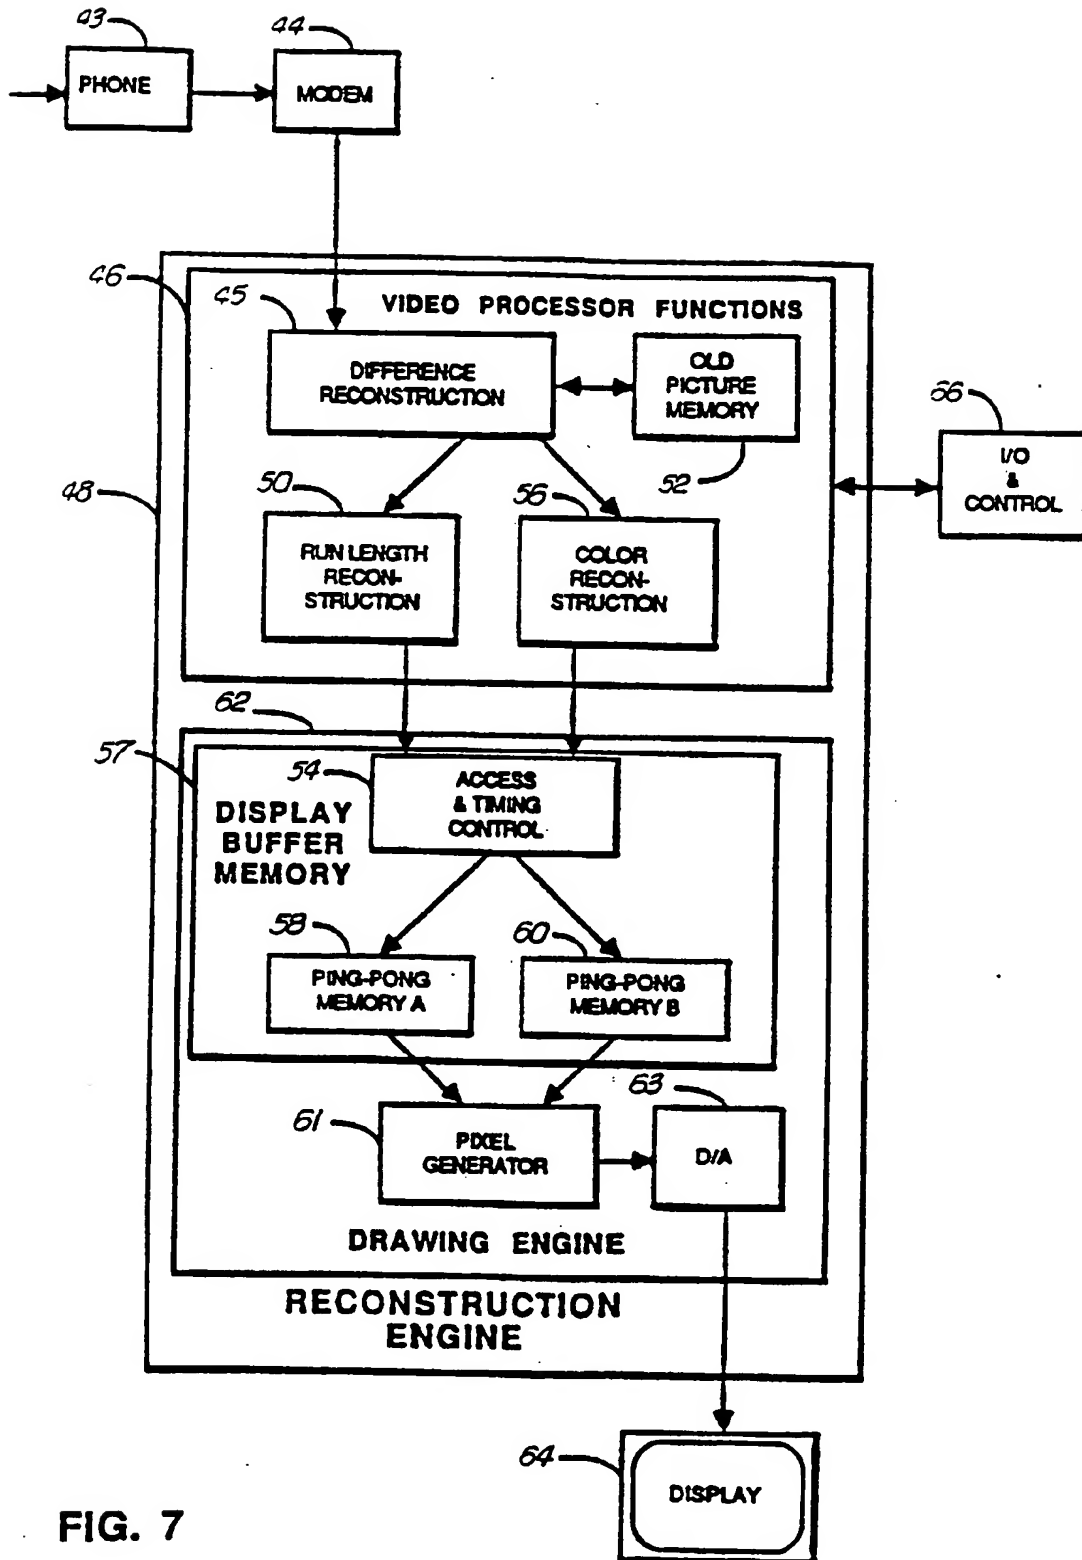 43
44
PHONE
MODEM
46
45
VIDEO PROCESSOR FUNCTIONS
DIFFERENCE
RECONSTRUCTION
OLD
PICTURE
MEMORY
66
I/O
&
CONTROL
48
50
56
52
RUN LENGTH
RECON-
STRUCTION
COLOR
RECON-
STRUCTION
62
57
54
ACCESS
& TIMING
CONTROL
DISPLAY
BUFFER
MEMORY
58
60
PING-PONG
MEMORY A
PING-PONG
MEMORY B
63
61
PIXEL
GENERATOR
D/A
DRAWING ENGINE
RECONSTRUCTION
ENGINE
64
DISPLAY
FIG. 7